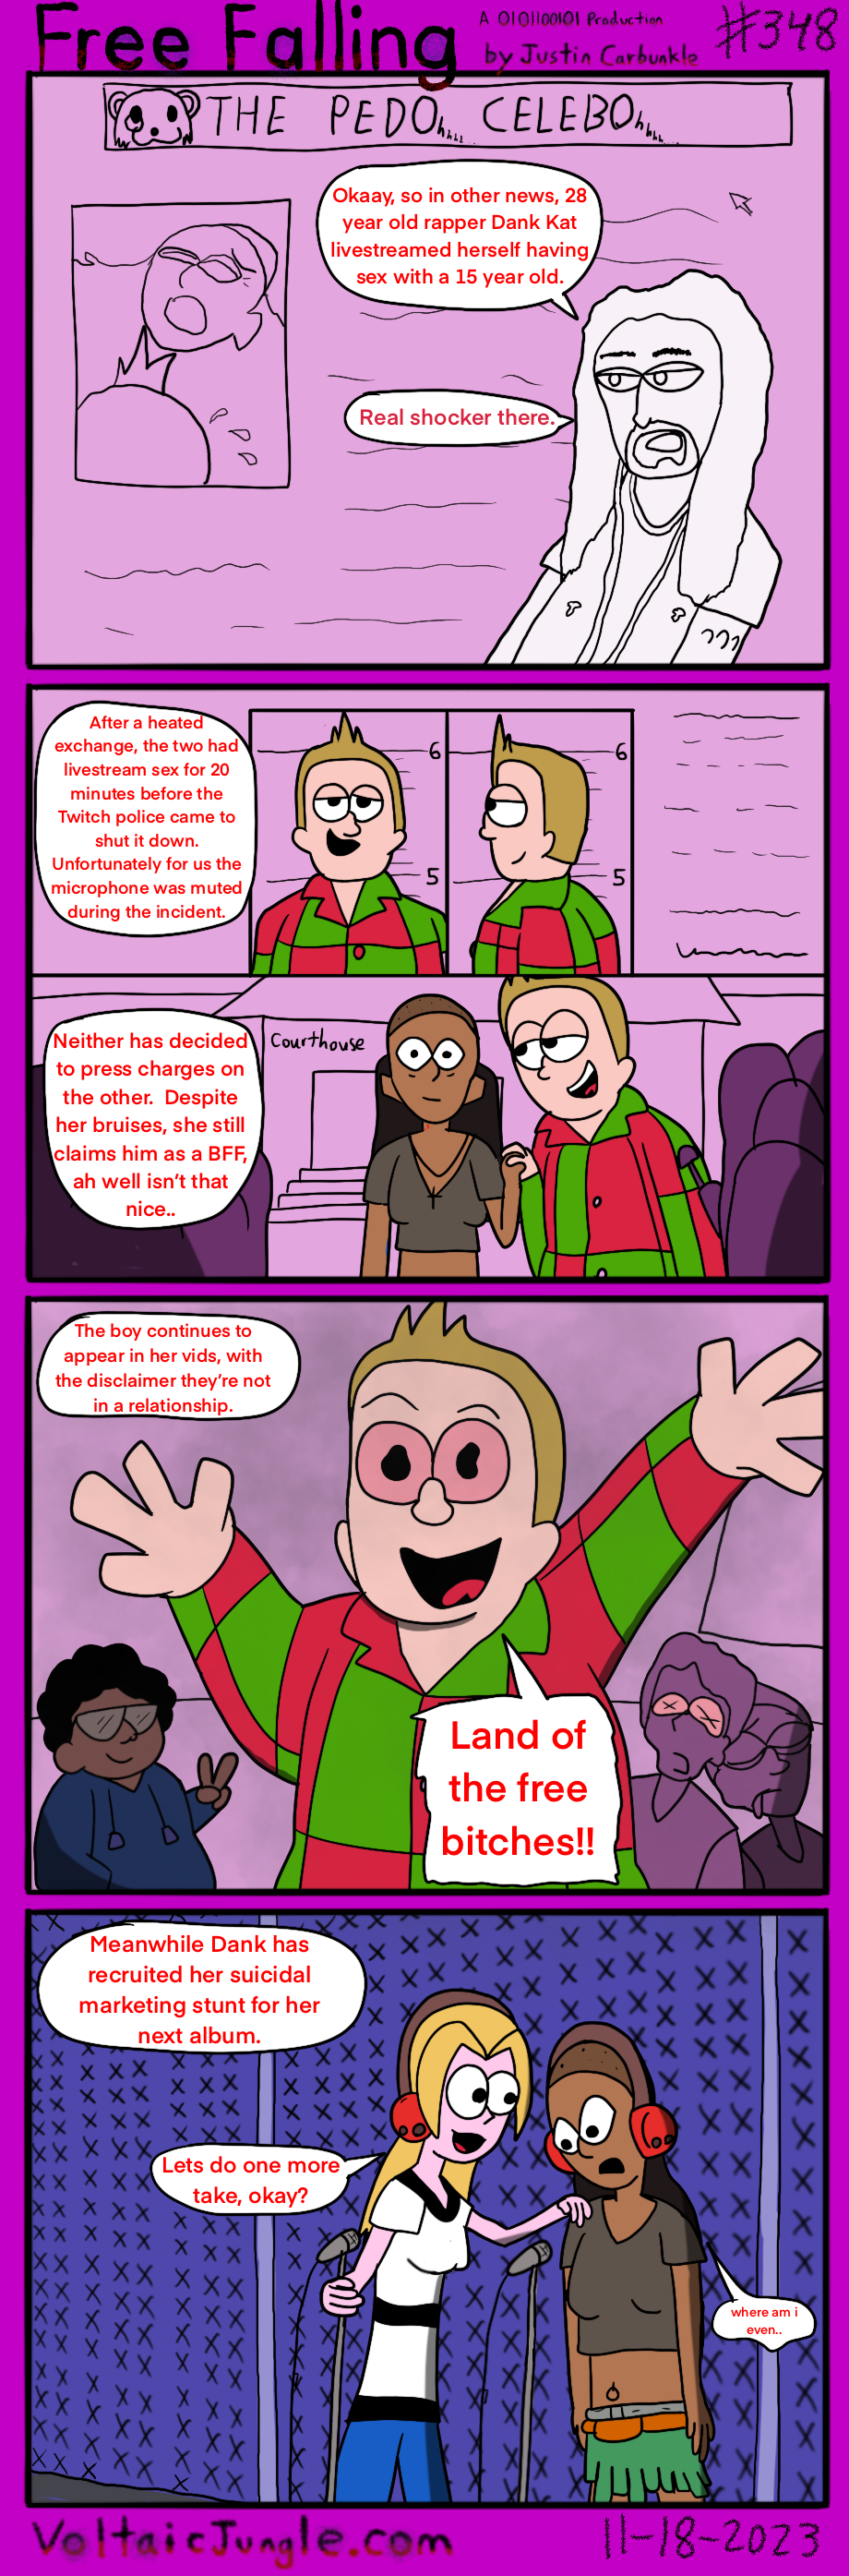 Free Falling
A 0101100101 Production
by Justin Carbunkle
#348
THE PEDOhhhh CELEBOhhhh....
Okaay, so in other news, 28
year old rapper Dank Kat
livestreamed herself having
sex with a 15 year old.
Real shocker there.
After a heated
exchange, the two had
livestream sex for 20
minutes before the
Twitch police came to
shut it down.
Unfortunately for us the
microphone was muted
during the incident.
6
6
5
5
Neither has decided
to press charges on
the other. Despite
her bruises, she still
claims him as a BFF,
ah well isn't that
nice..
Courthouse
The boy continues to
appear in her vids, with
the disclaimer they're not
in a relationship.
Land of
the free
bitches!!
Meanwhile Dank has
recruited her suicidal
marketing stunt for her
next album.
Lets do one more
take, okay?
where am i
even..
VoltaicJungle.com
11-18-2023